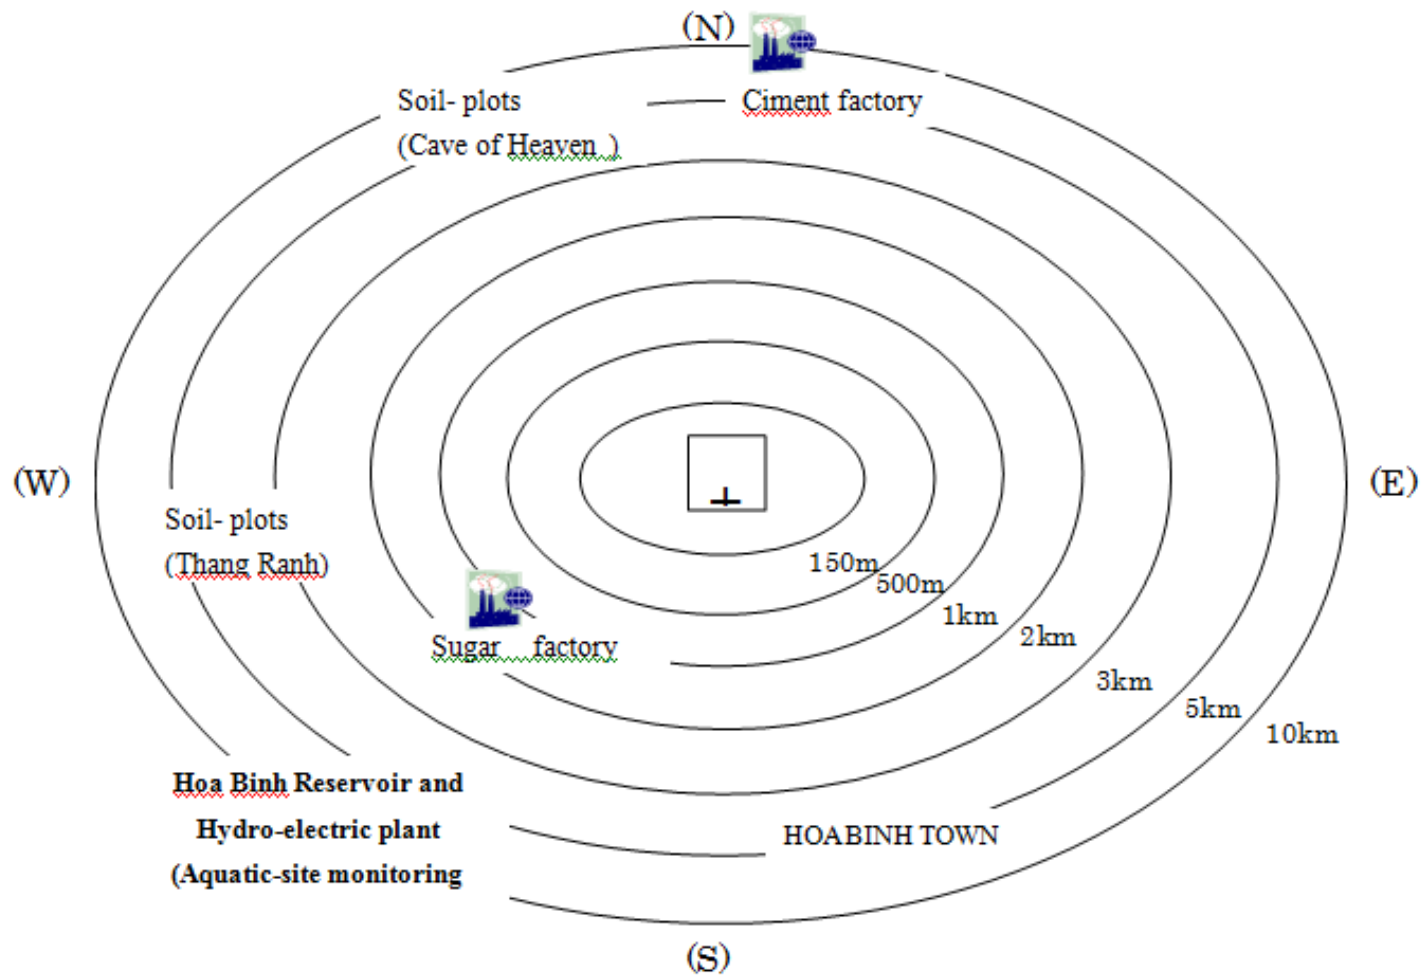 (N)
Soil- plots
(Cave of Heaven )
Ciment factory
(W)
(E)
Soil- plots
(Thang Ranh)
150m
500m
1km
2km
3km
5km
10km
Sugar factory
Hoa Binh Reservoir and
Hydro-electric plant
(Aquatic-site monitoring
HOABINH TOWN
(S)